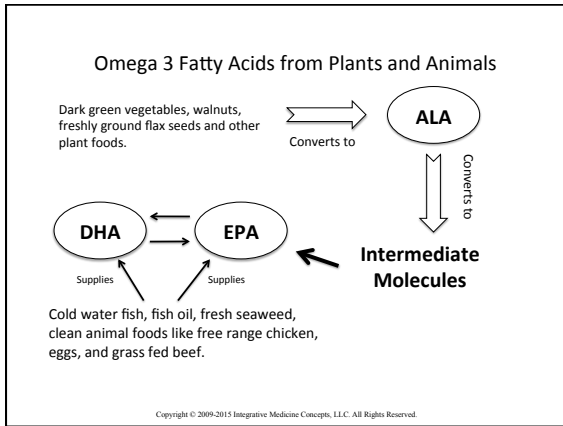 Omega 3 Fatty Acids from Plants and Animals
Dark green vegetables, walnuts,
freshly ground flax seeds and other
plant foods.
Converts to
ALA
Converts to
DHA
EPA
Intermediate
Molecules
Supplies
Supplies
Cold water fish, fish oil, fresh seaweed,
clean animal foods like free range chicken,
eggs, and grass fed beef.
Copyright © 2009-2015 Integrative Medicine Concepts, LLC. All Rights Reserved.